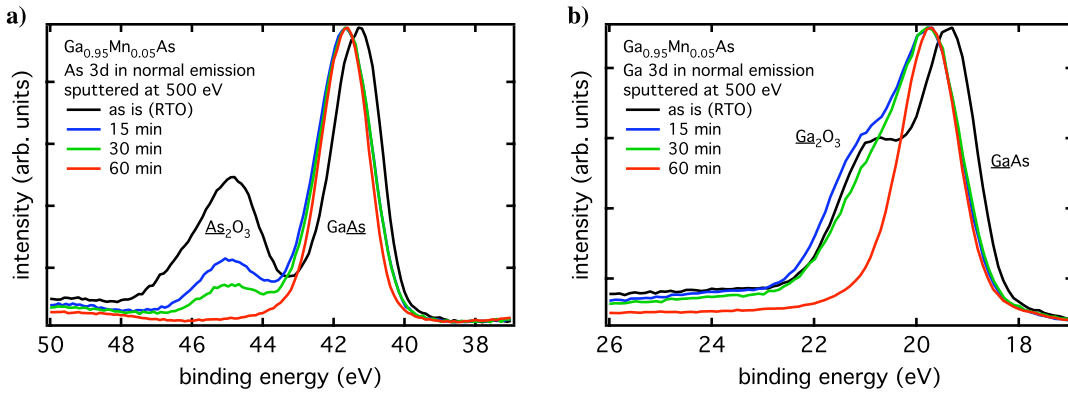 a)
Ga0.95Mn0.05As
As 3d in normal emission
sputtered at 500 eV
as is (RTO)
15 min
30 min
60 min
As2O3
GaAs
intensity (arb. units)
50 48 46 44 42 40 38
binding energy (eV)
b)
Ga0.95Mn0.05As
Ga 3d in normal emission
sputtered at 500 eV
as is (RTO)
15 min
30 min
60 min
Ga2O3
GaAs
intensity (arb. units)
26 24 22 20 18
binding energy (eV)